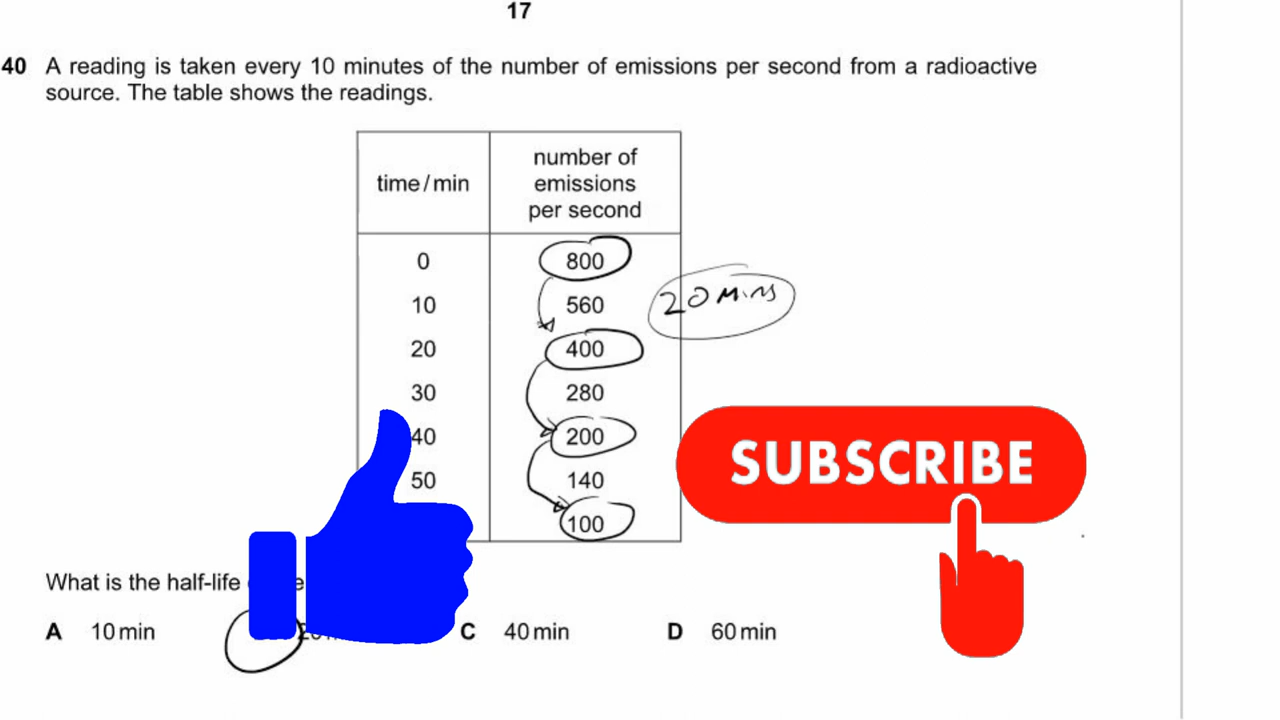 17
40 A reading is taken every 10 minutes of the number of emissions per second from a radioactive
source. The table shows the readings.
time/min
number of
emissions
per second
0 800
10 560
20 mins
20 400
30 280
40 200
SUBSCRIBE
50 140
100
What is the half-life
A 10 min C 40 min D 60 min